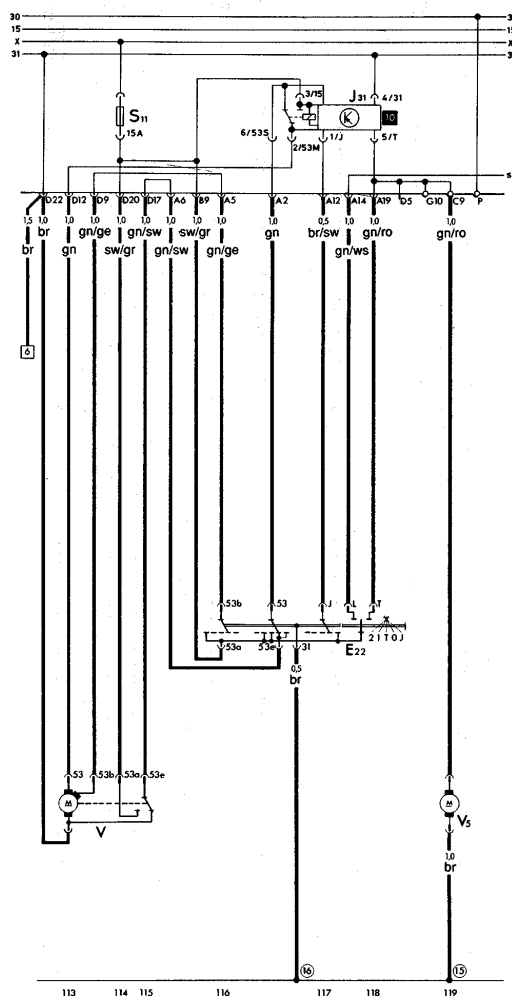 30 30
15 15
X X
31 3
S11
15A
3/15
J31
4/31
10
6/53S
2/53M
1/J
5/T
s
D22 D12 D9 D20 D17 A6 B9 A5 A2 A12 A14 A19 D5 G10 C9 P
1,5 1,0 1,0 1,0 1,0 1,0 1,0 1,0 1,0 1,0 0,5 1,0 1,0 1,0
br br gn gn/ge sw/gr gn/sw gn/sw sw/gr gn/ge gn br/sw gn/ws gn/ro gn/ro
6
53b 53 J L T
2 1 T 0 J
53a 53e 31 E22
0,5
br
53 53b 53a 53e
M M
V V5
1,0
br
16 15
113 114 115 116 117 118 119